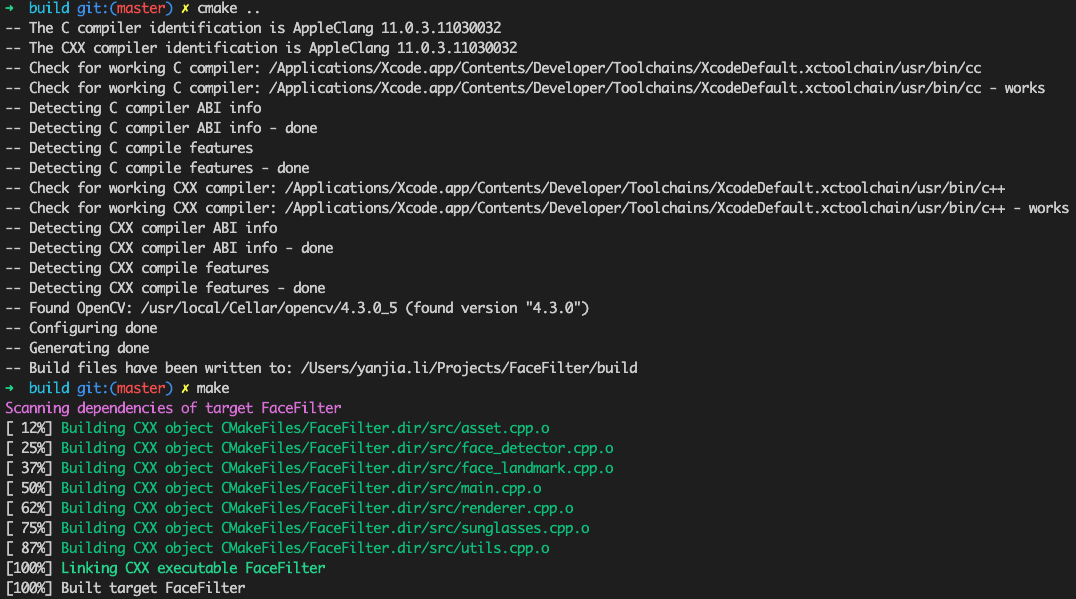 ➜ build git:(master) ✗ cmake ..
-- The C compiler identification is AppleClang 11.0.3.11030032
-- The CXX compiler identification is AppleClang 11.0.3.11030032
-- Check for working C compiler: /Applications/Xcode.app/Contents/Developer/Toolchains/XcodeDefault.xctoolchain/usr/bin/cc
-- Check for working C compiler: /Applications/Xcode.app/Contents/Developer/Toolchains/XcodeDefault.xctoolchain/usr/bin/cc - works
-- Detecting C compiler ABI info
-- Detecting C compiler ABI info - done
-- Detecting C compile features
-- Detecting C compile features - done
-- Check for working CXX compiler: /Applications/Xcode.app/Contents/Developer/Toolchains/XcodeDefault.xctoolchain/usr/bin/c++
-- Check for working CXX compiler: /Applications/Xcode.app/Contents/Developer/Toolchains/XcodeDefault.xctoolchain/usr/bin/c++ - works
-- Detecting CXX compiler ABI info
-- Detecting CXX compiler ABI info - done
-- Detecting CXX compile features
-- Detecting CXX compile features - done
-- Found OpenCV: /usr/local/Cellar/opencv/4.3.0_5 (found version "4.3.0")
-- Configuring done
-- Generating done
-- Build files have been written to: /Users/yanjia.li/Projects/FaceFilter/build
➜ build git:(master) ✗ make
Scanning dependencies of target FaceFilter
[ 12%] Building CXX object CMakeFiles/FaceFilter.dir/src/asset.cpp.o
[ 25%] Building CXX object CMakeFiles/FaceFilter.dir/src/face_detector.cpp.o
[ 37%] Building CXX object CMakeFiles/FaceFilter.dir/src/face_landmark.cpp.o
[ 50%] Building CXX object CMakeFiles/FaceFilter.dir/src/main.cpp.o
[ 62%] Building CXX object CMakeFiles/FaceFilter.dir/src/renderer.cpp.o
[ 75%] Building CXX object CMakeFiles/FaceFilter.dir/src/sunglasses.cpp.o
[ 87%] Building CXX object CMakeFiles/FaceFilter.dir/src/utils.cpp.o
[100%] Linking CXX executable FaceFilter
[100%] Built target FaceFilter